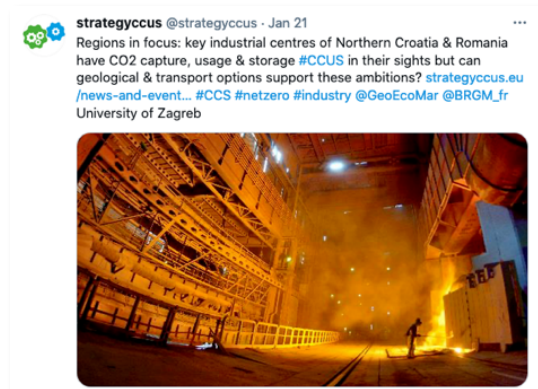 strategyccus @strategyccus · Jan 21
Regions in focus: key industrial centres of Northern Croatia & Romania
have CO2 capture, usage & storage #CCUS in their sights but can
geological & transport options support these ambitions? strategyccus.eu
/news-and-event... #CCS #netzero #industry @GeoEcoMar @BRGM_fr
University of Zagreb